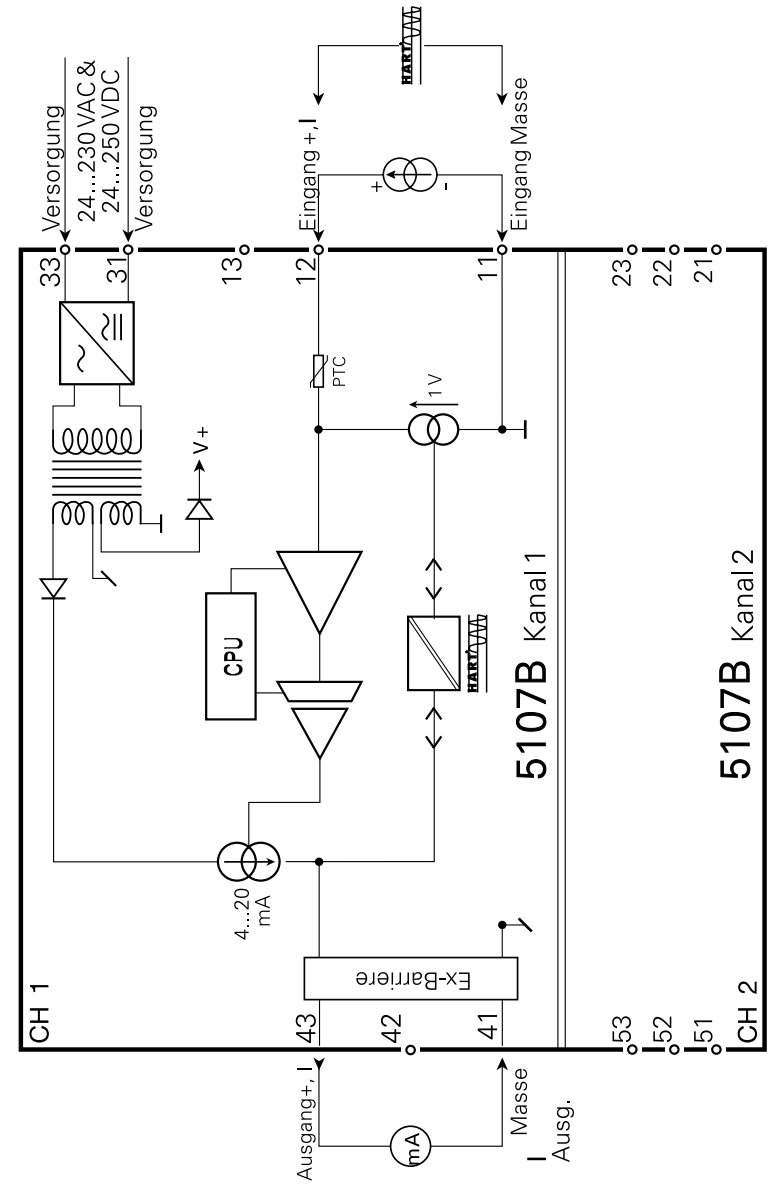 HART
Versorgung
24...230 VAC &
24...250 VDC
Versorgung
Eingang +, I
Eingang Masse
+
-
33
31
13
12
11
23
22
21
PTC
1 V
V +
CPU
HART
5107B Kanal 1
5107B Kanal 2
4...20
mA
Ex-Barriere
CH 1
43
42
41
53
52
51
CH 2
Ausgang+, I
mA
Masse
I
Ausg.